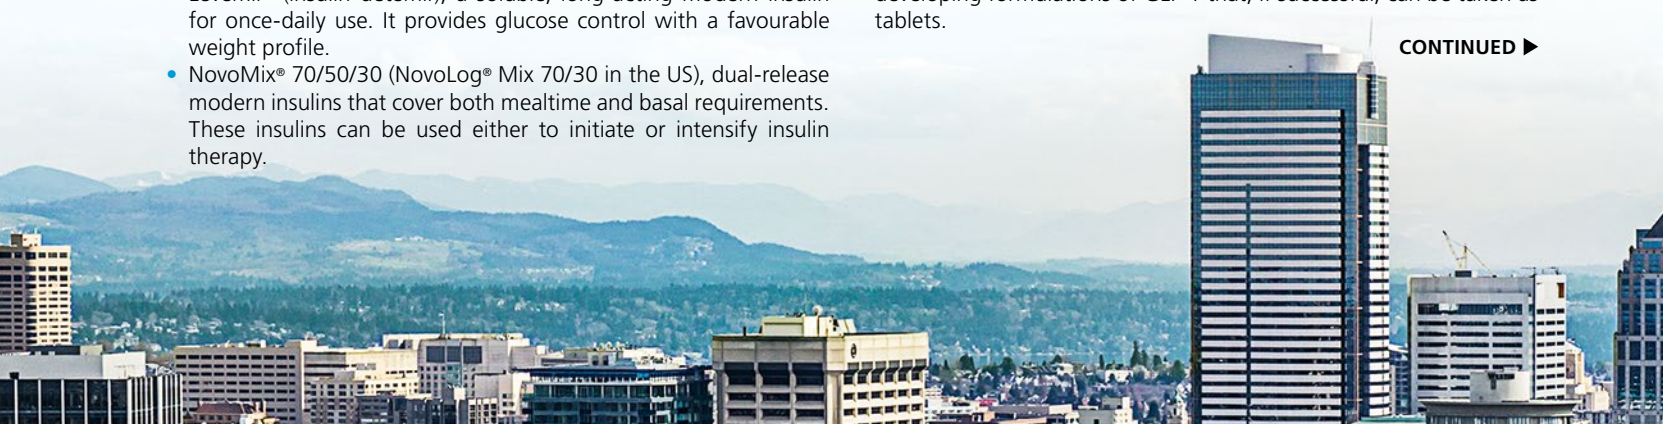 for once-daily use. It provides glucose control with a favourable
weight profile.
• NovoMix® 70/50/30 (NovoLog® Mix 70/30 in the US), dual-release
modern insulins that cover both mealtime and basal requirements.
These insulins can be used either to initiate or intensify insulin
therapy.
tablets.
CONTINUED ▶